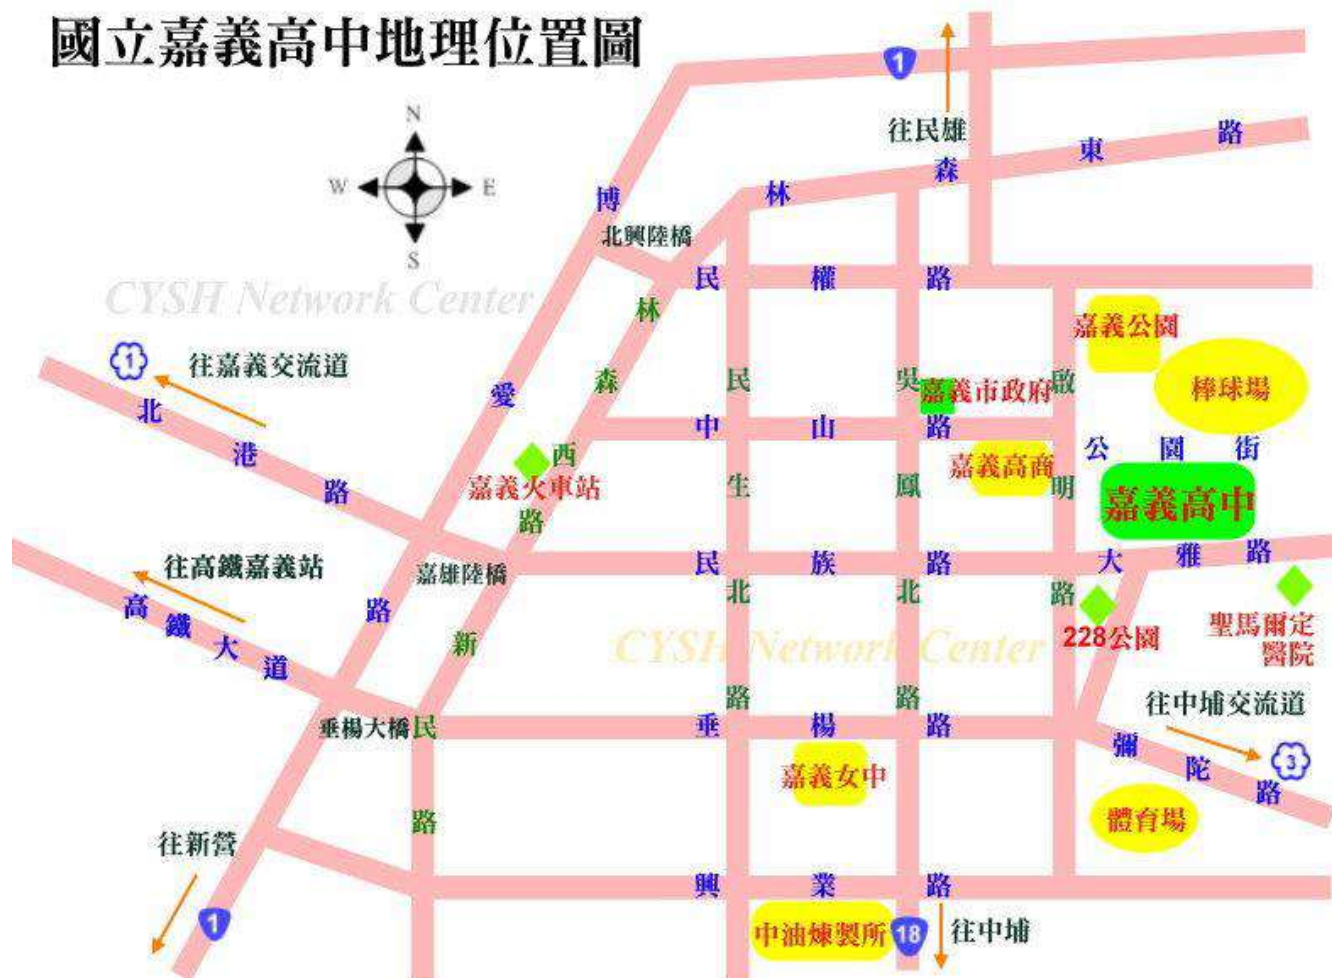 國立嘉義高中地理位置圖
1
往民雄
N
W
E
S
林森東路
博愛路
北興陸橋
民權路
CYSH Network Center
林森西路
嘉義公園
1
往嘉義交流道
北港路
民生北路
吳鳳北路
啟明路
嘉義市政府
棒球場
中山路
公園街
嘉義高商
嘉義火車站
嘉義高中
往高鐵嘉義站
嘉雄陸橋
民族路
大雅路
高鐵大道
新民路
CYSH Network Center
228公園
聖馬爾定
醫院
往中埔交流道
垂楊大橋
垂楊路
彌陀路
3
嘉義女中
體育場
往新營
興業路
1
中油煉製所
18
往中埔